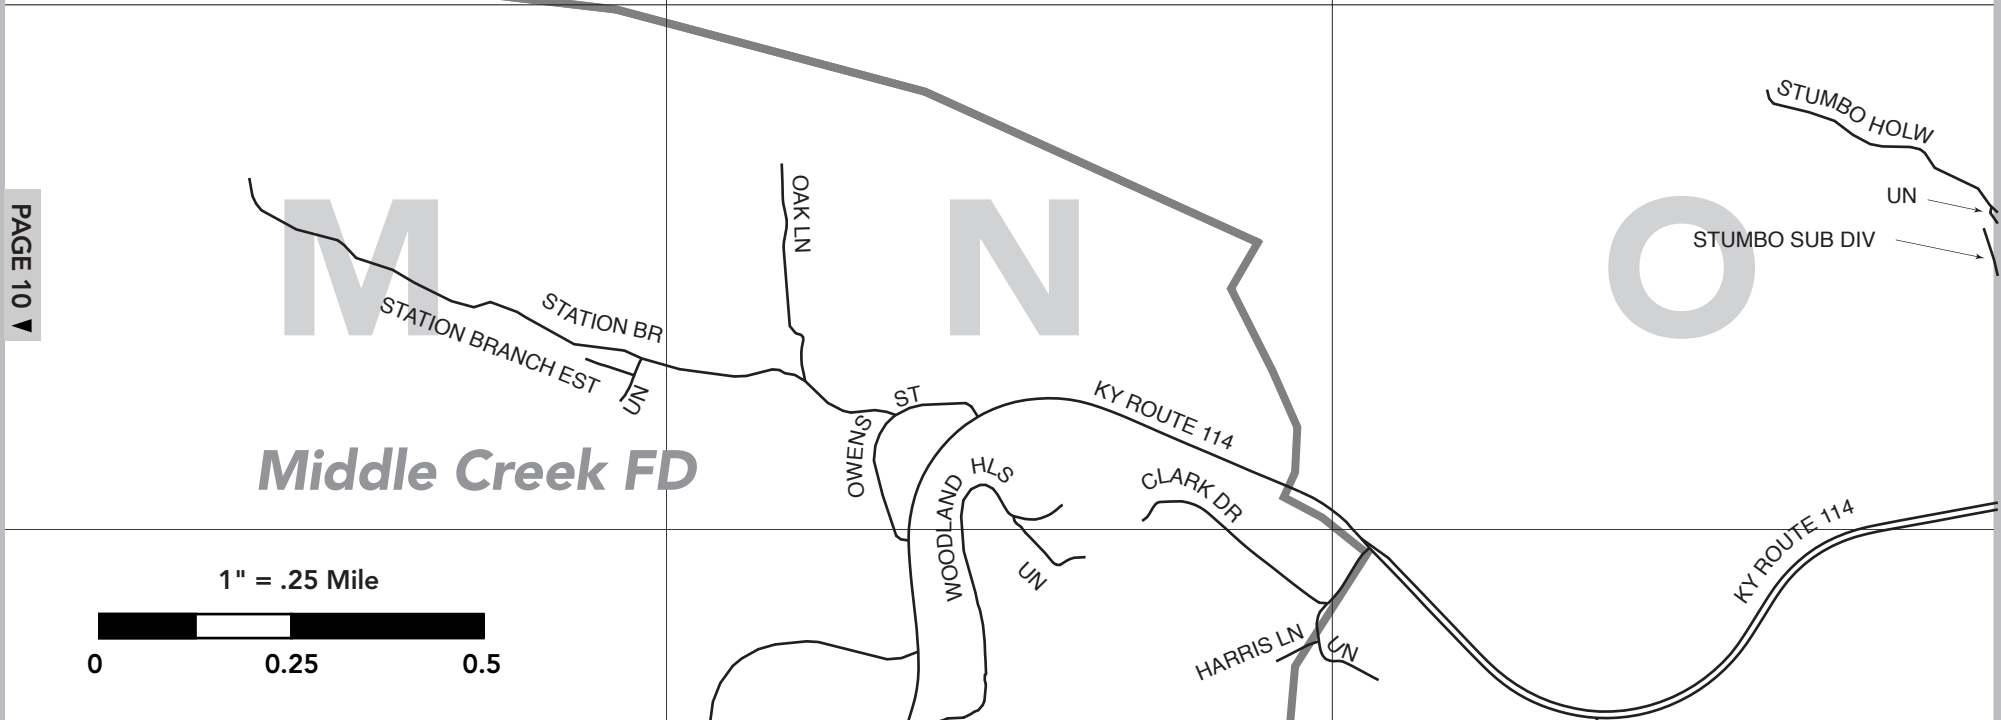 STUMBO HOLW
UN
STUMBO SUB DIV
PAGE 10
M
N
O
OAK LN
STATION BR
STATION BRANCH EST
UN
OWENS ST
KY ROUTE 114
Middle Creek FD
WOODLAND HLS
CLARK DR
UN
KY ROUTE 114
HARRIS LN
UN
1" = .25 Mile
0 0.25 0.5